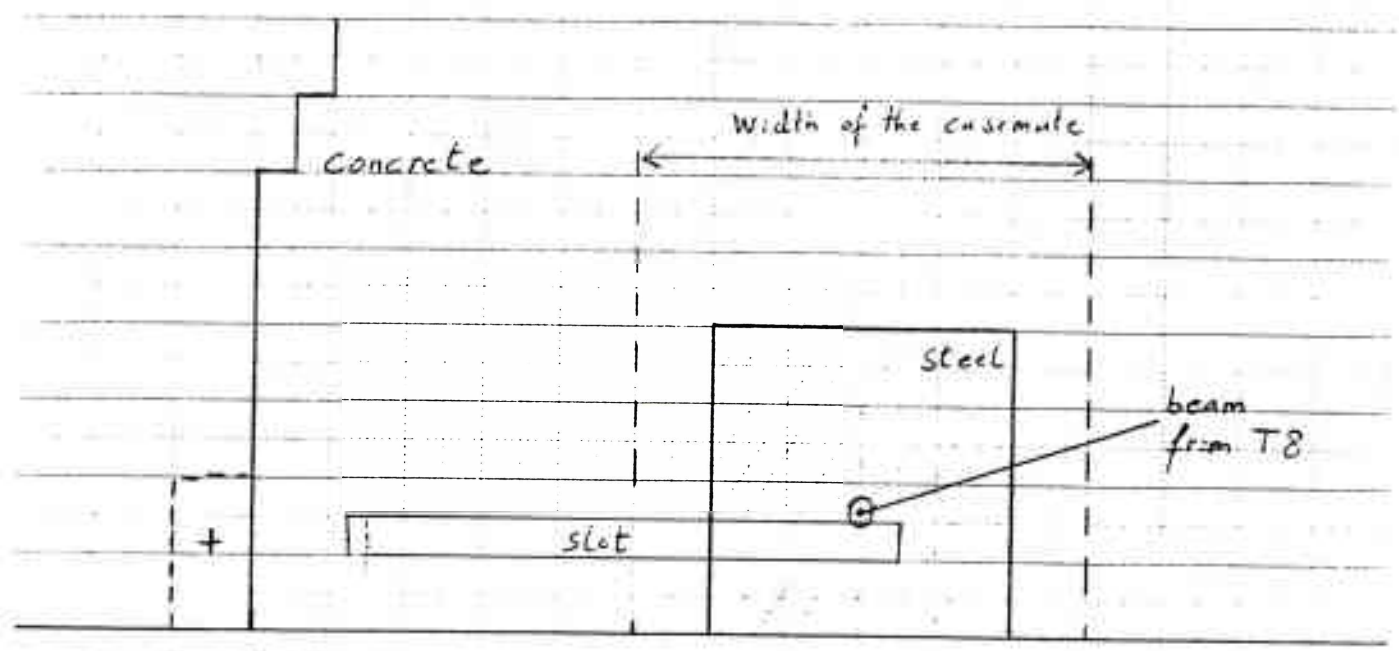 Width of the casemate
concrete
steel
beam
from T8
slot
+